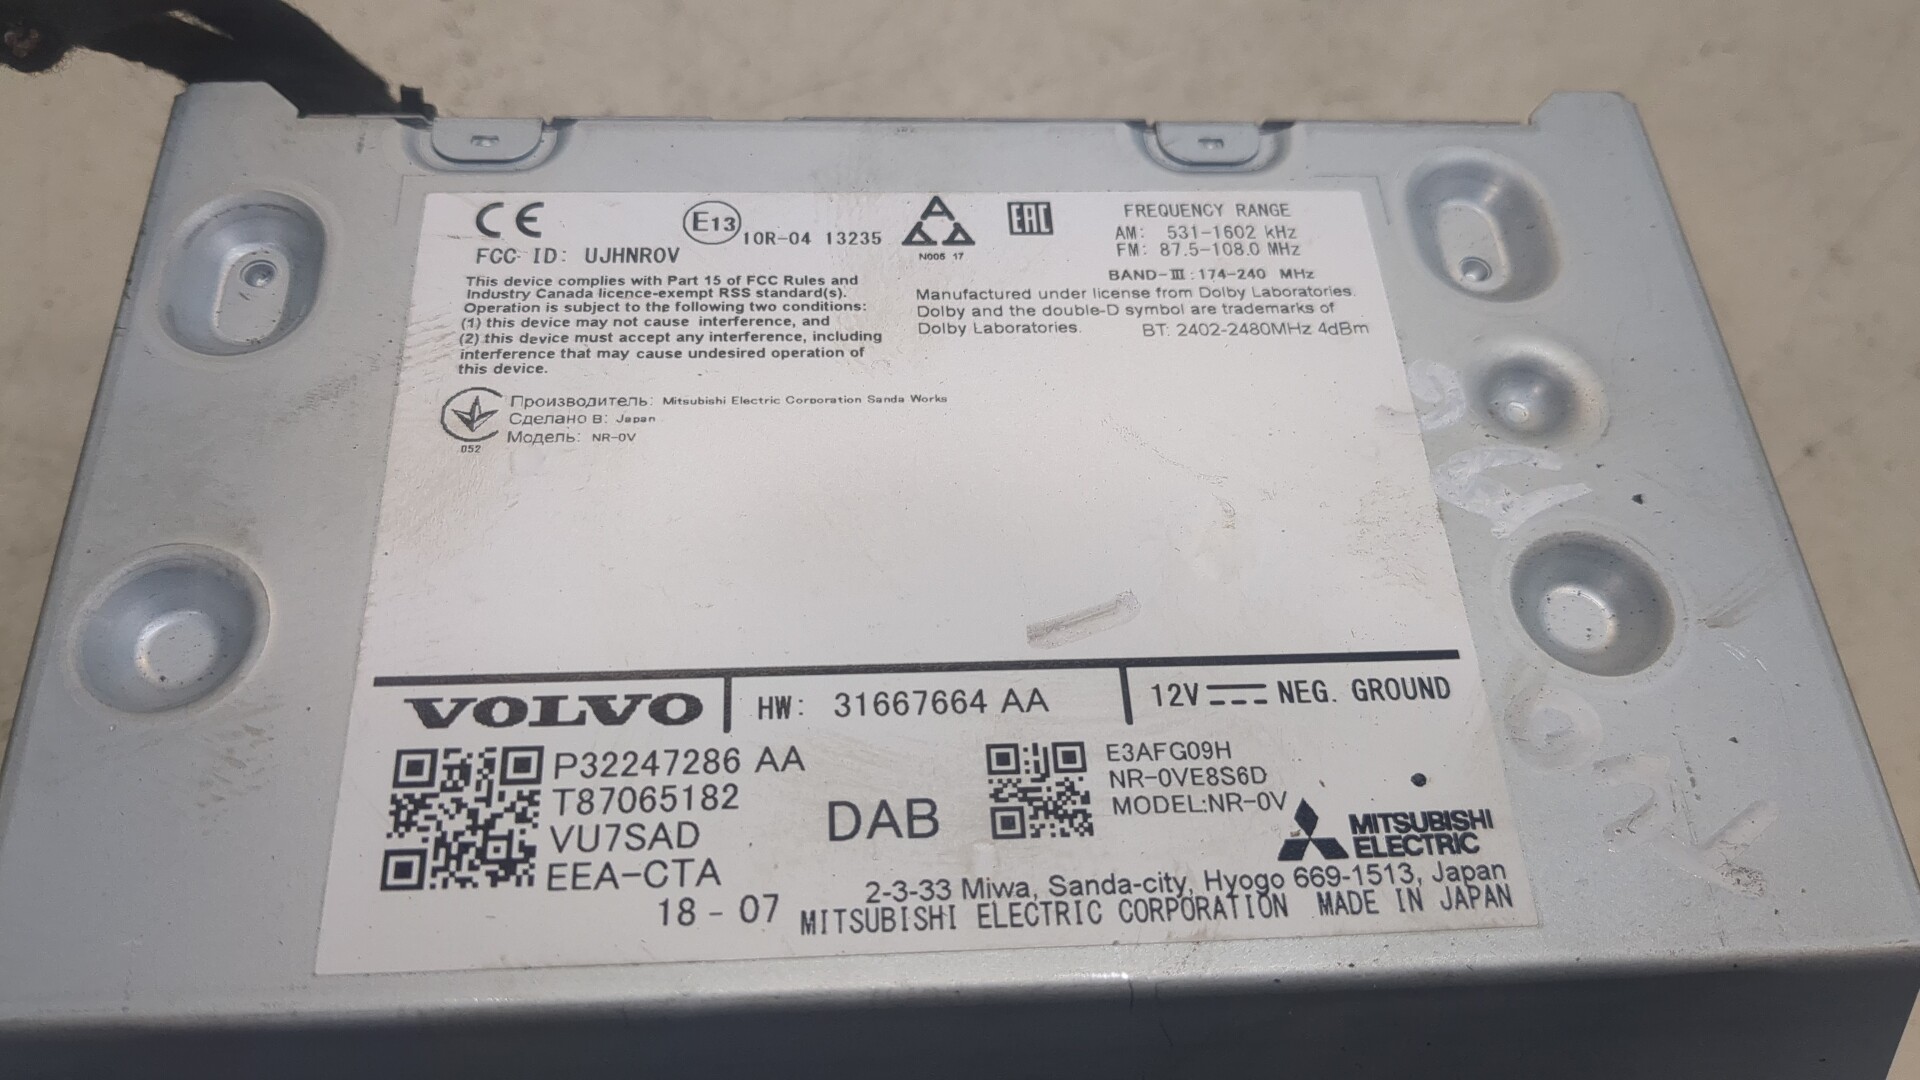 CE
FCC ID: UJHNR0V
E13
10R-04 13235
N005 17
EAC
FREQUENCY RANGE
AM: 531-1602 kHz
FM: 87.5-108.0 MHz
BAND-III:174-240 MHz
This device complies with Part 15 of FCC Rules and
Industry Canada licence-exempt RSS standard(s).
Operation is subject to the following two conditions:
(1) this device may not cause interference, and
(2) this device must accept any interference, including
interference that may cause undesired operation of
this device.
Manufactured under license from Dolby Laboratories.
Dolby and the double-D symbol are trademarks of
Dolby Laboratories.
BT: 2402-2480MHz 4dBm
Производитель: Mitsubishi Electric Corporation Sanda Works
Сделано в: Japan
Модель: NR-0V
052
VOLVO
HW: 31667664 AA
12V NEG. GROUND
P32247286 AA
T87065182
VU7SAD
EEA-CTA
18-07
DAB
E3AFG09H
NR-0VE8S6D
MODEL:NR-0V
MITSUBISHI
ELECTRIC
2-3-33 Miwa, Sanda-city, Hyogo 669-1513, Japan
MITSUBISHI ELECTRIC CORPORATION MADE IN JAPAN